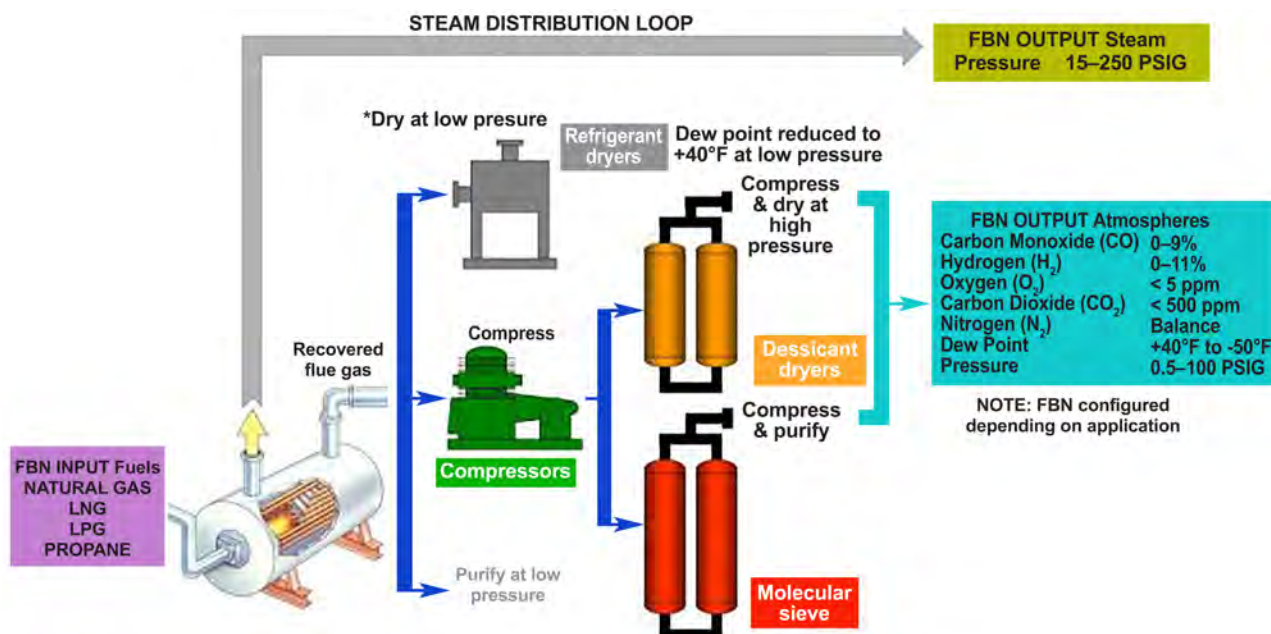 STEAM DISTRIBUTION LOOP
FBN OUTPUT Steam
Pressure 15–250 PSIG
*Dry at low presure
Refrigerant
dryers
Dew point reduced to
+40°F at low pressure
Compress
& dry at
high
pressure
FBN OUTPUT Atmospheres
Carbon Monoxide (CO) 0–9%
Hydrogen (H₂) 0–11%
Oxygen (O₂) < 5 ppm
Carbon Dioxide (CO₂) < 500 ppm
Nitrogen (N₂) Balance
Dew Point +40°F to -50°F
Pressure 0.5–100 PSIG
NOTE: FBN configured
depending on application
Recovered
flue gas
Compress
Compressors
Dessicant
dryers
Compress
& purify
FBN INPUT Fuels
NATURAL GAS
LNG
LPG
PROPANE
Purify at low
pressure
Molecular
sieve